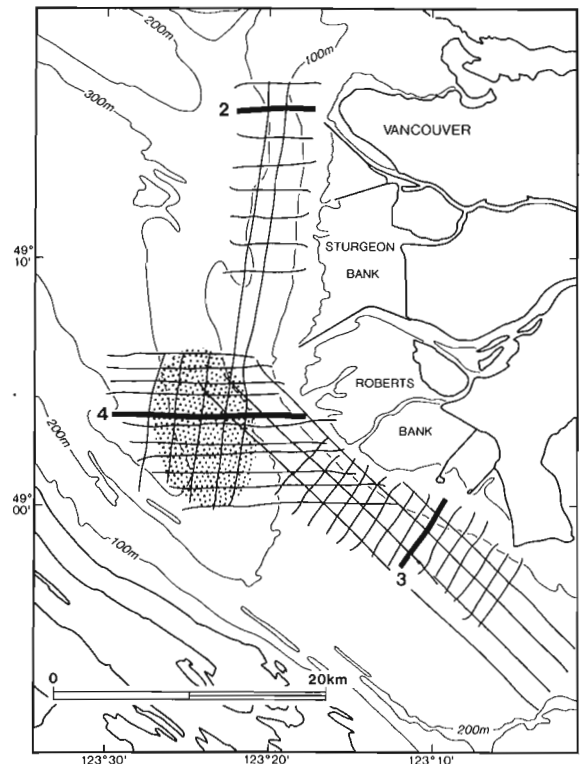 200m
100m
300m
2
VANCOUVER
49°
10'
STURGEON
BANK
ROBERTS
BANK
4
200m
49°
00'
100m
3
0
20km
200m
123°30'
123°20'
123°10'